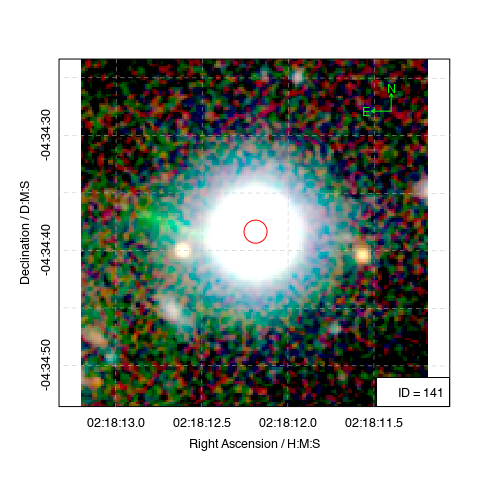 N
E
-04:34:30
-04:34:40
-04:34:50
Declination / D:M:S
ID = 141
02:18:13.0 02:18:12.5 02:18:12.0 02:18:11.5
Right Ascension / H:M:S